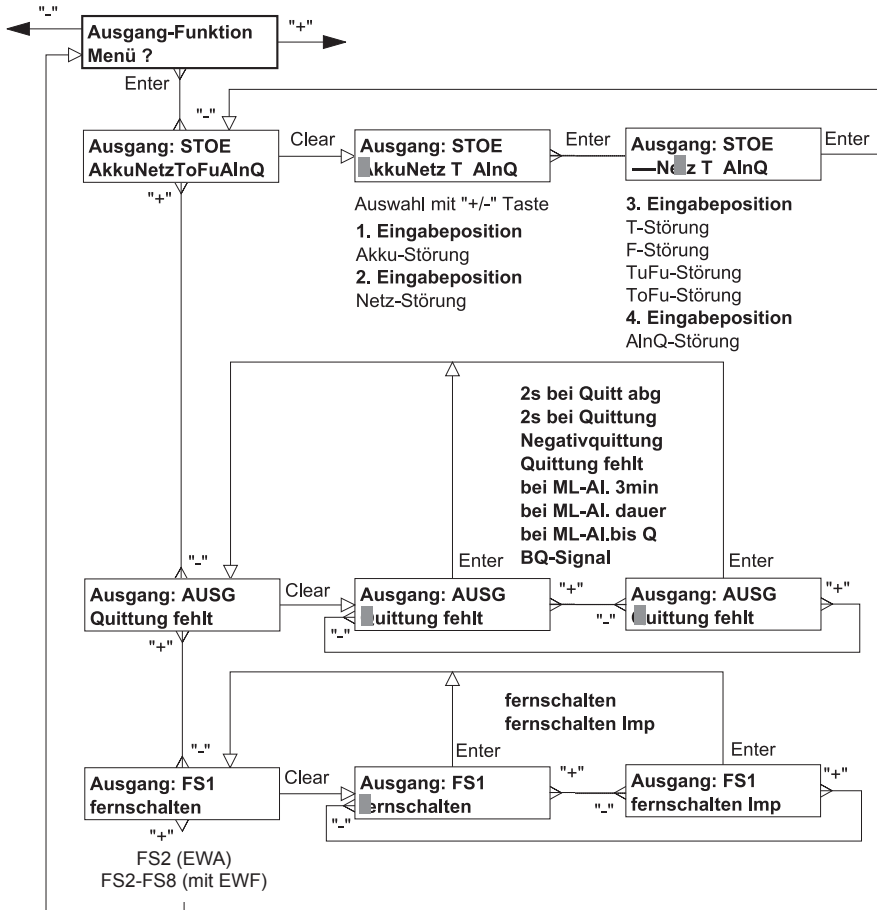 "-"
Ausgang-Funktion
Menü ?
"+"
Enter
"-"
Ausgang: STOE
AkkuNetzToFuAlnQ
Clear
Ausgang: STOE
kkuNetz T AlnQ
Enter
Ausgang: STOE
—Ne z T AlnQ
Enter
"+"
Auswahl mit "+/-" Taste
1. Eingabeposition
Akku-Störung
2. Eingabeposition
Netz-Störung
3. Eingabeposition
T-Störung
F-Störung
TuFu-Störung
ToFu-Störung
4. Eingabeposition
AlnQ-Störung
2s bei Quitt abg
2s bei Quittung
Negativquittung
Quittung fehlt
bei ML-Al. 3min
bei ML-Al. dauer
bei ML-Al.bis Q
BQ-Signal
"-"
Enter
Enter
Ausgang: AUSG
Quittung fehlt
Clear
Ausgang: AUSG
uittung fehlt
"+"
"-"
Ausgang: AUSG
uittung fehlt
"+"
"-"
"+"
fernschalten
fernschalten Imp
"-"
Enter
Enter
Ausgang: FS1
fernschalten
Clear
Ausgang: FS1
ernschalten
"+"
"-"
Ausgang: FS1
fernschalten Imp
"+"
"-"
"+"
FS2 (EWA)
FS2-FS8 (mit EWF)